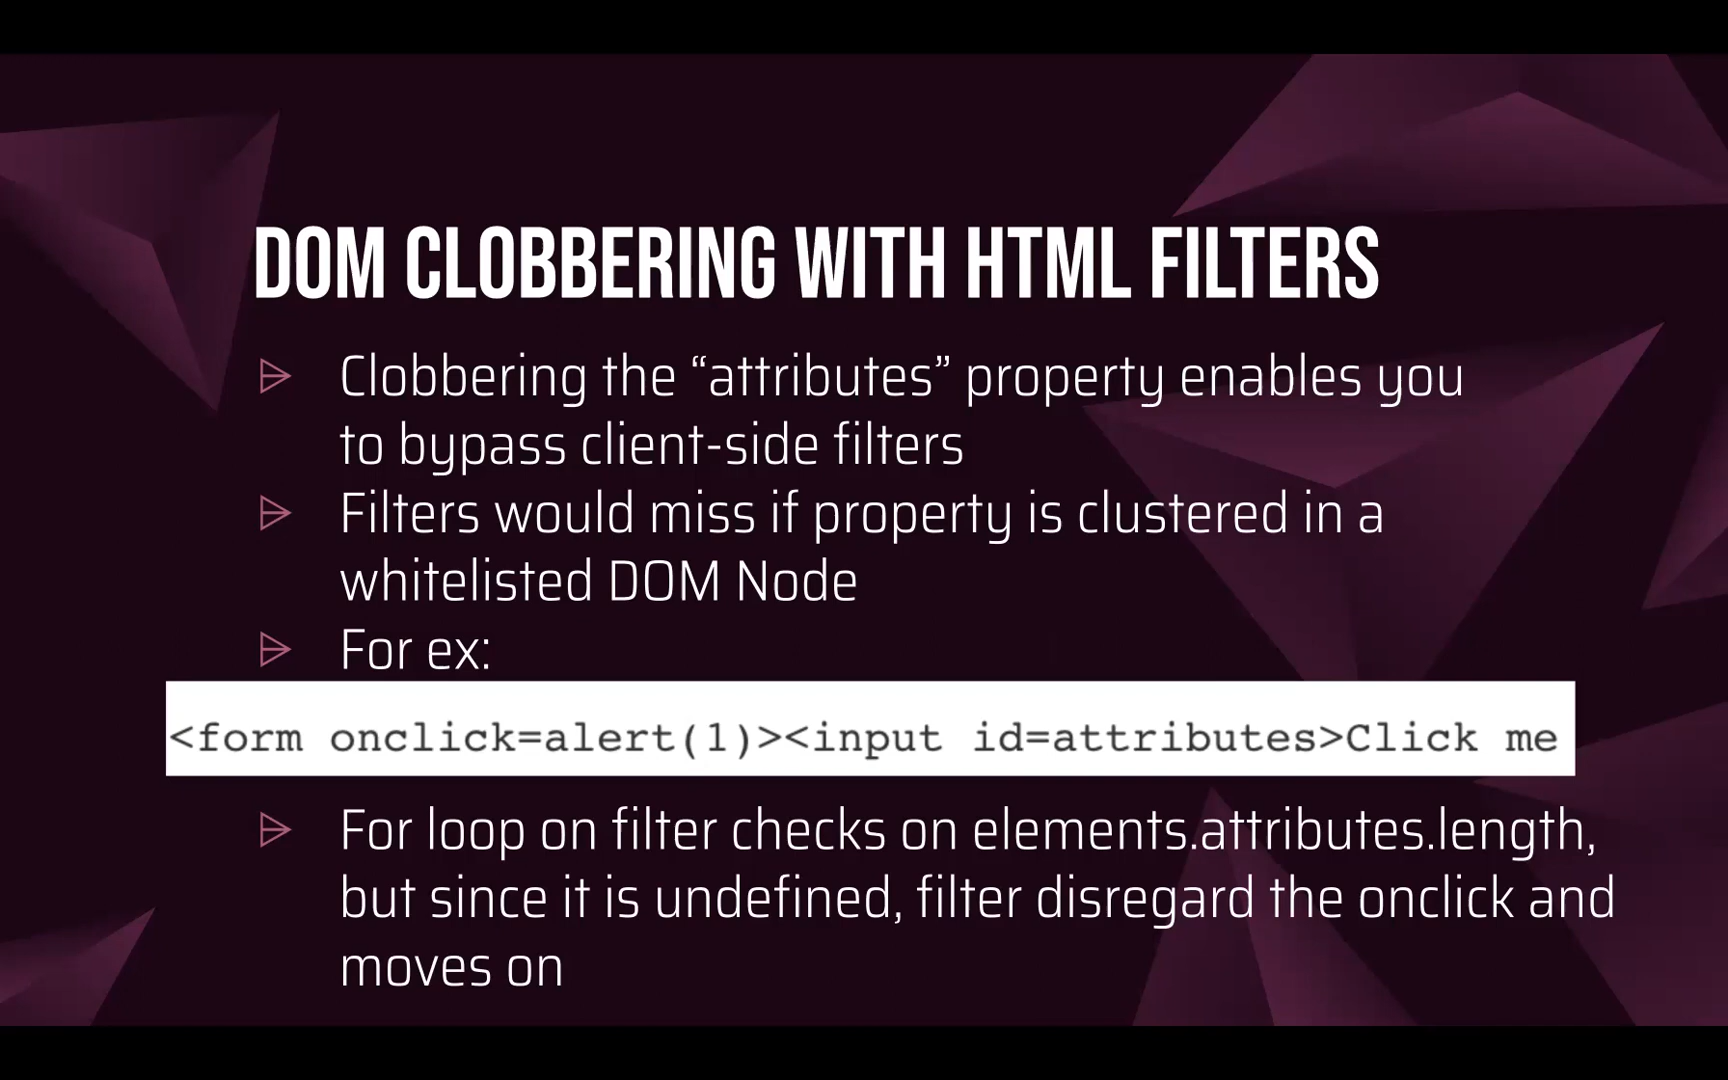 DOM CLOBBERING WITH HTML FILTERS
Clobbering the “attributes” property enables you
to bypass client-side filters
Filters would miss if property is clustered in a
whitelisted DOM Node
For ex:
<form onclick=alert(1)><input id=attributes>Click me
For loop on filter checks on elements.attributes.length,
but since it is undefined, filter disregard the onclick and
moves on